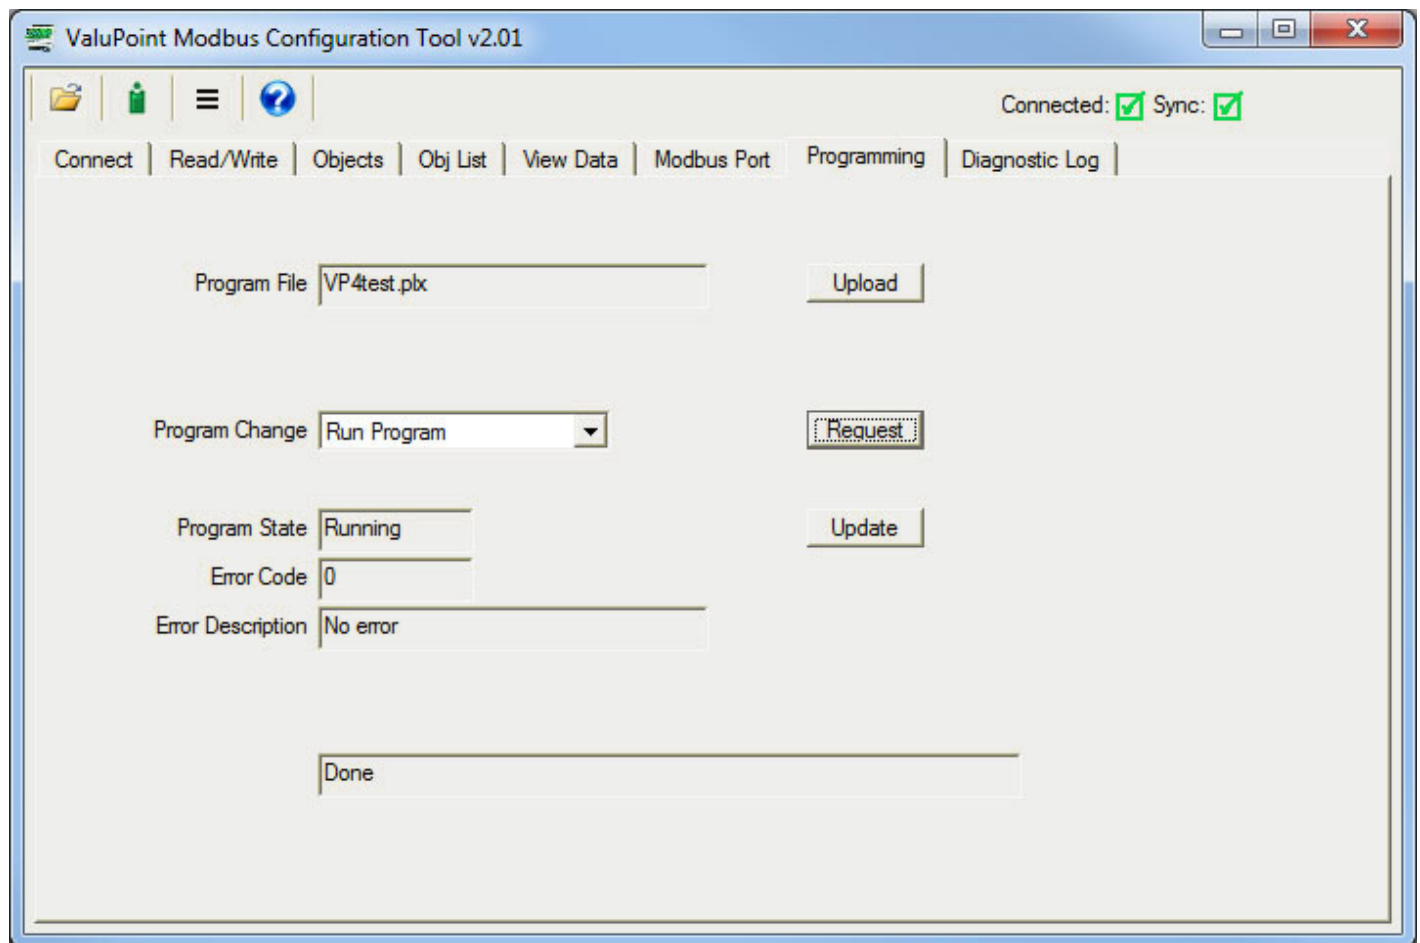 ValuPoint Modbus Configuration Tool v2.01
Connected: Sync:
Connect Read/Write Objects Obj List View Data Modbus Port Programming Diagnostic Log
Program File VP4test.plx Upload
Program Change Run Program Request
Program State Running Update
Error Code 0
Error Description No error
Done